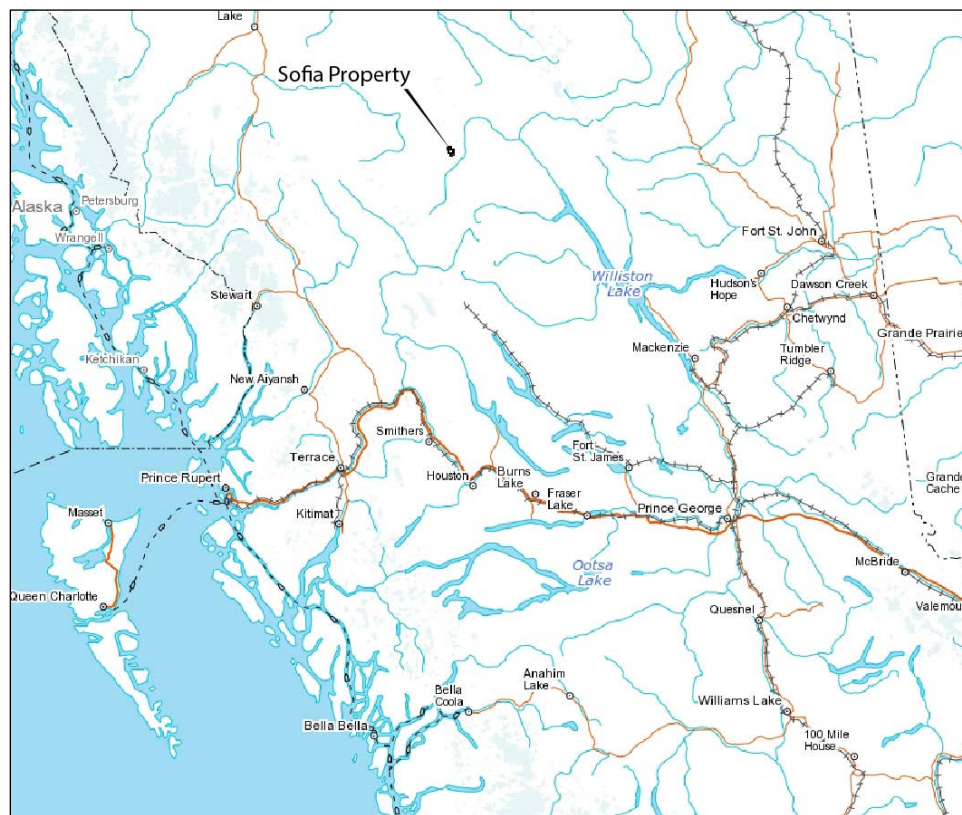 Lake
Sofia Property
Alaska
Petersburg
Wrangell
Fort St. John
Williston
Lake
Hudson's
Hope
Dawson Creek
Stewart
Chetwynd
Grande Prairie
Mackenzie
Tumbler
Ridge
Ketchikan
New Aiyansh
Smithers
Terrace
Fort
St. James
Houston
Burns
Lake
Prince Rupert
Grande
Cache
Fraser
Lake
Prince George
Masset
Kitimat
Ootsa
Lake
McBride
Queen Charlotte
Valemou
Quesnel
Anahim
Lake
Bella
Coola
Williams Lake
Bella Bella
100 Mile
House